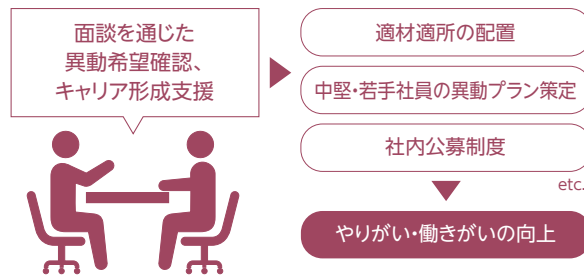 面談を通じた
異動希望確認、
キャリア形成支援
適材適所の配置
中堅・若手社員の異動プラン策定
社内公募制度
etc.
やりがい・働きがいの向上